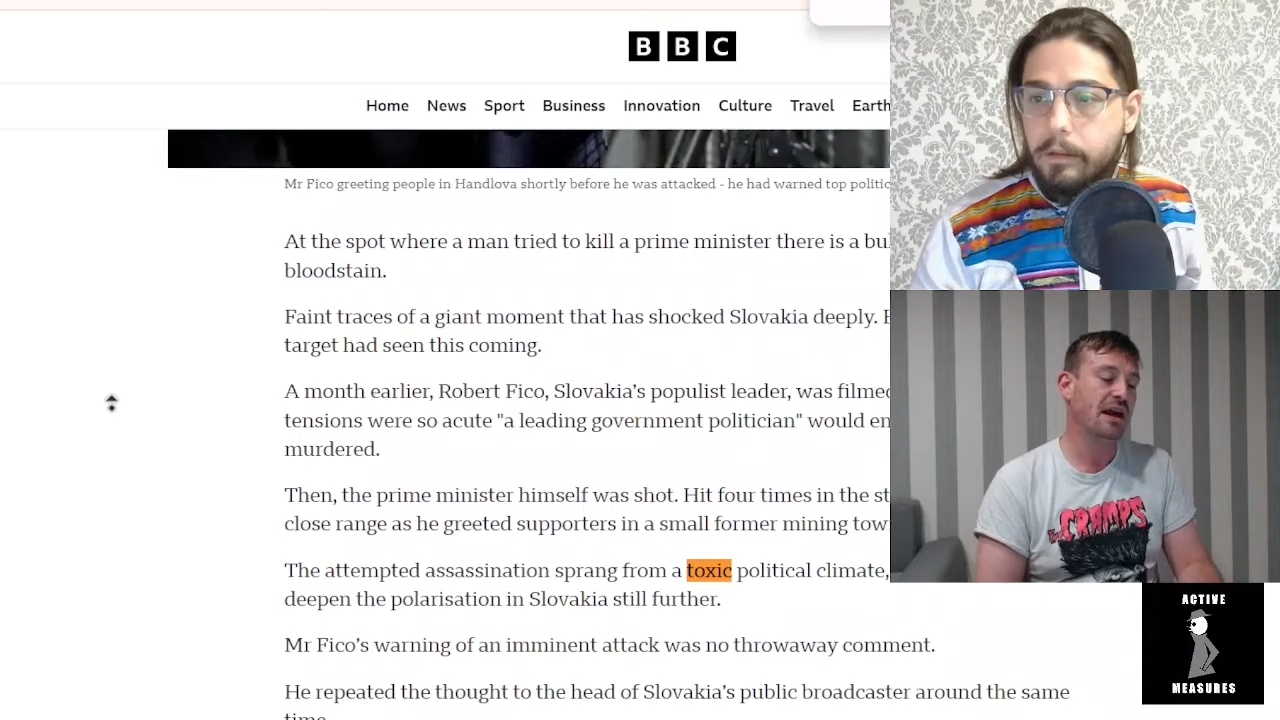 BBC
Home News Sport Business Innovation Culture Travel Earth
Mr Fico greeting people in Handlova shortly before he was attacked - he had warned top
At the spot where a man tried to kill a prime minister there is a
bloodstain.
Faint traces of a giant moment that has shocked Slovakia deeply.
target had seen this coming.
A month earlier, Robert Fico, Slovakia’s populist leader, was filmed
tensions were so acute "a leading government politician" would
murdered.
Then, the prime minister himself was shot. Hit four times in the
close range as he greeted supporters in a small former mining
The attempted assassination sprang from a toxic political climate,
deepen the polarisation in Slovakia still further.
Mr Fico’s warning of an imminent attack was no throwaway comment.
He repeated the thought to the head of Slovakia’s public broadcaster around the same
time.
The CRAMPS
ACTIVE
MEASURES